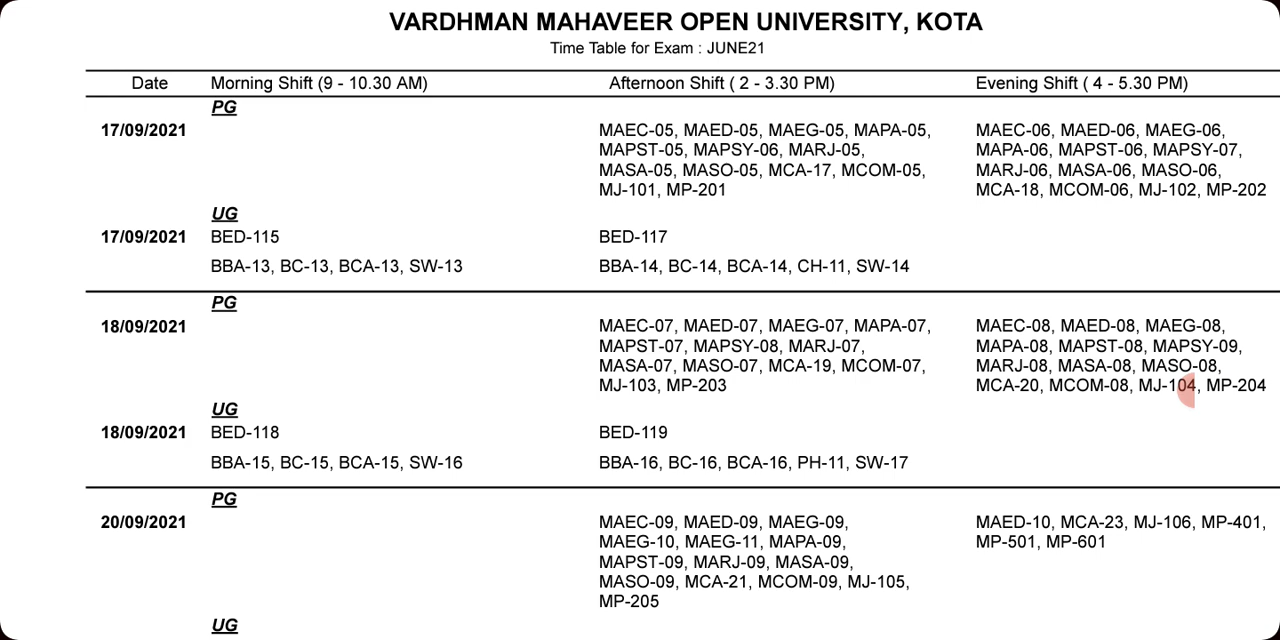 VARDHMAN MAHAVEER OPEN UNIVERSITY, KOTA
Time Table for Exam : JUNE21
Date Morning Shift (9 - 10.30 AM) Afternoon Shift ( 2 - 3.30 PM) Evening Shift ( 4 - 5.30 PM)
PG
17/09/2021 MAEC-05, MAED-05, MAEG-05, MAPA-05, MAEC-06, MAED-06, MAEG-06,
MAPST-05, MAPSY-06, MARJ-05, MAPA-06, MAPST-06, MAPSY-07,
MASA-05, MASO-05, MCA-17, MCOM-05, MARJ-06, MASA-06, MASO-06,
MJ-101, MP-201 MCA-18, MCOM-06, MJ-102, MP-202
UG
17/09/2021 BED-115 BED-117
BBA-13, BC-13, BCA-13, SW-13 BBA-14, BC-14, BCA-14, CH-11, SW-14
PG
18/09/2021 MAEC-07, MAED-07, MAEG-07, MAPA-07, MAEC-08, MAED-08, MAEG-08,
MAPST-07, MAPSY-08, MARJ-07, MAPA-08, MAPST-08, MAPSY-09,
MASA-07, MASO-07, MCA-19, MCOM-07, MARJ-08, MASA-08, MASO-08,
MJ-103, MP-203 MCA-20, MCOM-08, MJ-104, MP-204
UG
18/09/2021 BED-118 BED-119
BBA-15, BC-15, BCA-15, SW-16 BBA-16, BC-16, BCA-16, PH-11, SW-17
PG
20/09/2021 MAEC-09, MAED-09, MAEG-09, MAED-10, MCA-23, MJ-106, MP-401,
MAEG-10, MAEG-11, MAPA-09, MP-501, MP-601
MAPST-09, MARJ-09, MASA-09,
MASO-09, MCA-21, MCOM-09, MJ-105,
MP-205
UG